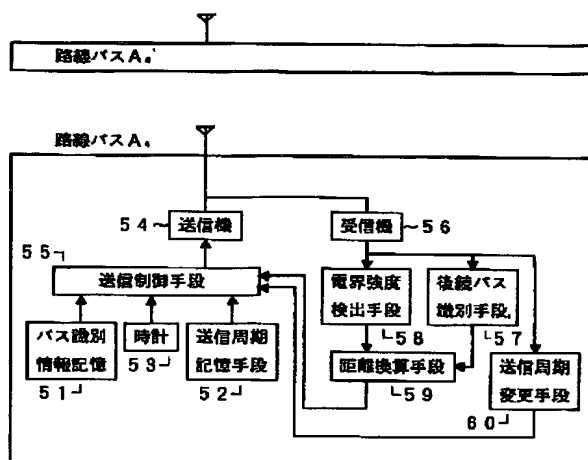 路線バスA₄'
路線バスA₄
54 送信機
受信機 56
55
送信制御手段
電界強度
検出手段
58
後続バス
識別手段
57
バス識別
情報記憶
51
時計
53
送信周期
記憶手段
52
距離換算手段
59
送信周期
変更手段
60